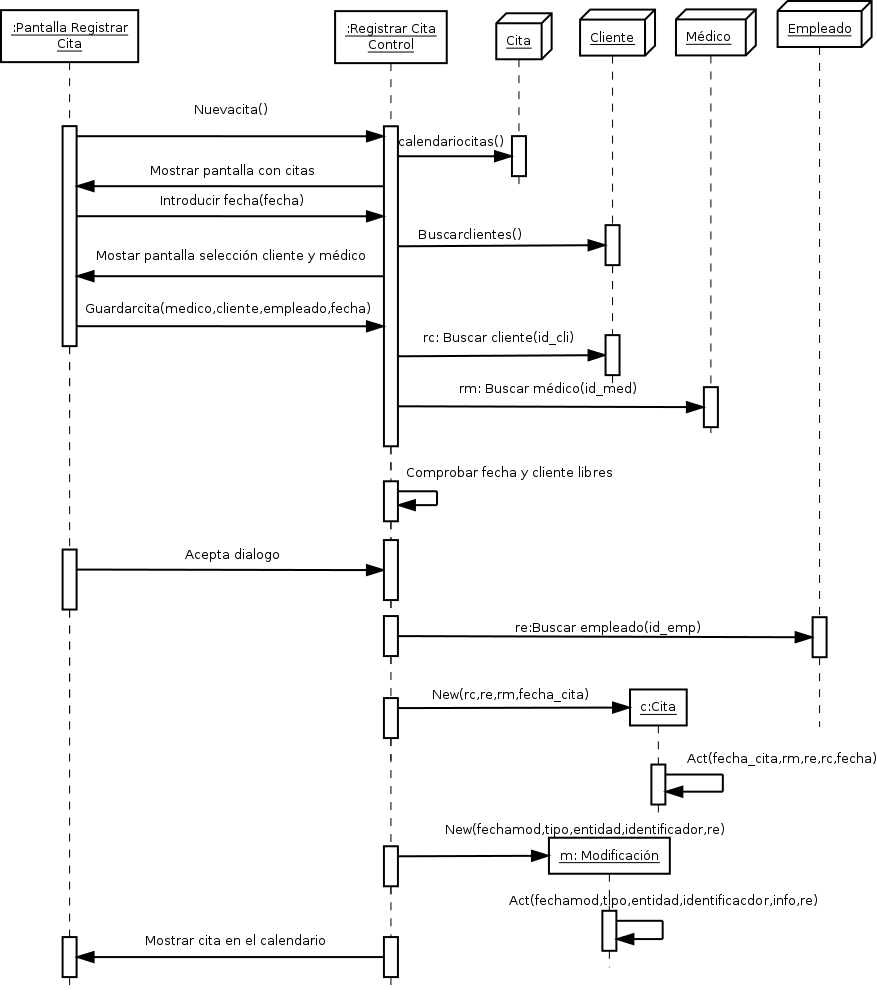 :Pantalla Registrar
Cita
:Registrar Cita
Control
Cita
Cliente
Médico
Empleado
Nuevacita()
calendariocitas()
Mostrar pantalla con citas
Introducir fecha(fecha)
Buscarclientes()
Mostar pantalla selección cliente y médico
Guardarcita(medico,cliente,empleado,fecha)
rc: Buscar cliente(id_cli)
rm: Buscar médico(id_med)
Comprobar fecha y cliente libres
Acepta dialogo
re:Buscar empleado(id_emp)
New(rc,re,rm,fecha_cita)
c:Cita
Act(fecha_cita,rm,re,rc,fecha)
New(fechamod,tipo,entidad,identificador,re)
m: Modificación
Act(fechamod,tipo,entidad,identificacdor,info,re)
Mostrar cita en el calendario